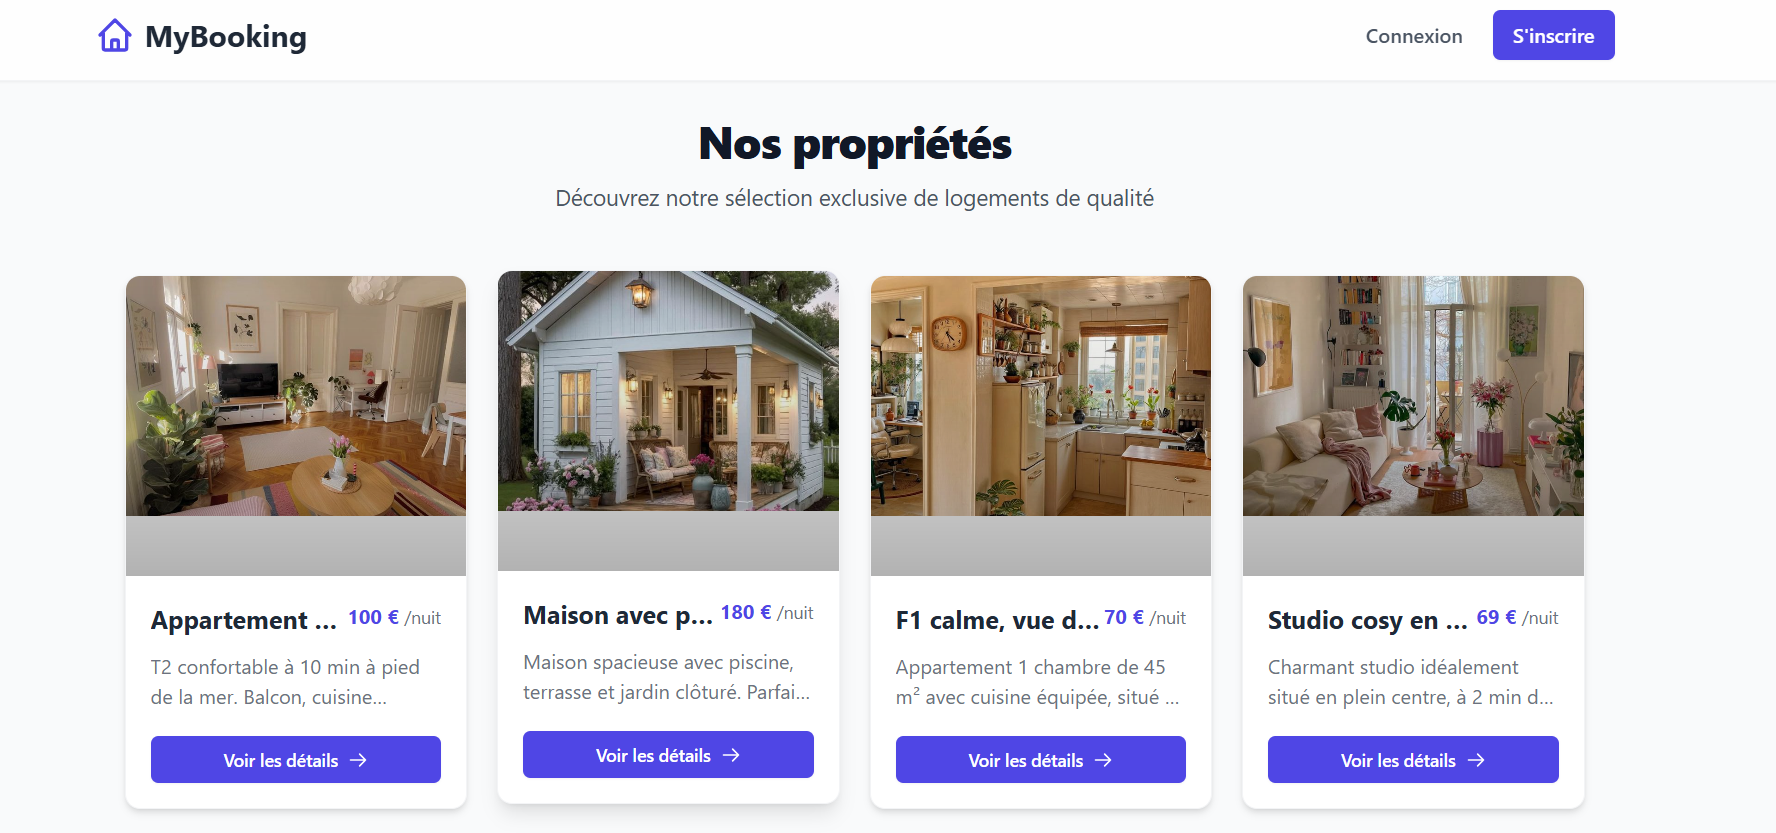 MyBooking
Connexion
S'inscrire
Nos propriétés
Découvrez notre sélection exclusive de logements de qualité
Appartement ... 100 € /nuit
T2 confortable à 10 min à pied
de la mer. Balcon, cuisine...
Voir les détails →
Maison avec p... 180 € /nuit
Maison spacieuse avec piscine,
terrasse et jardin clôturé. Parfai...
Voir les détails →
F1 calme, vue d... 70 € /nuit
Appartement 1 chambre de 45
m² avec cuisine équipée, situé ...
Voir les détails →
Studio cosy en ... 69 € /nuit
Charmant studio idéalement
situé en plein centre, à 2 min d...
Voir les détails →